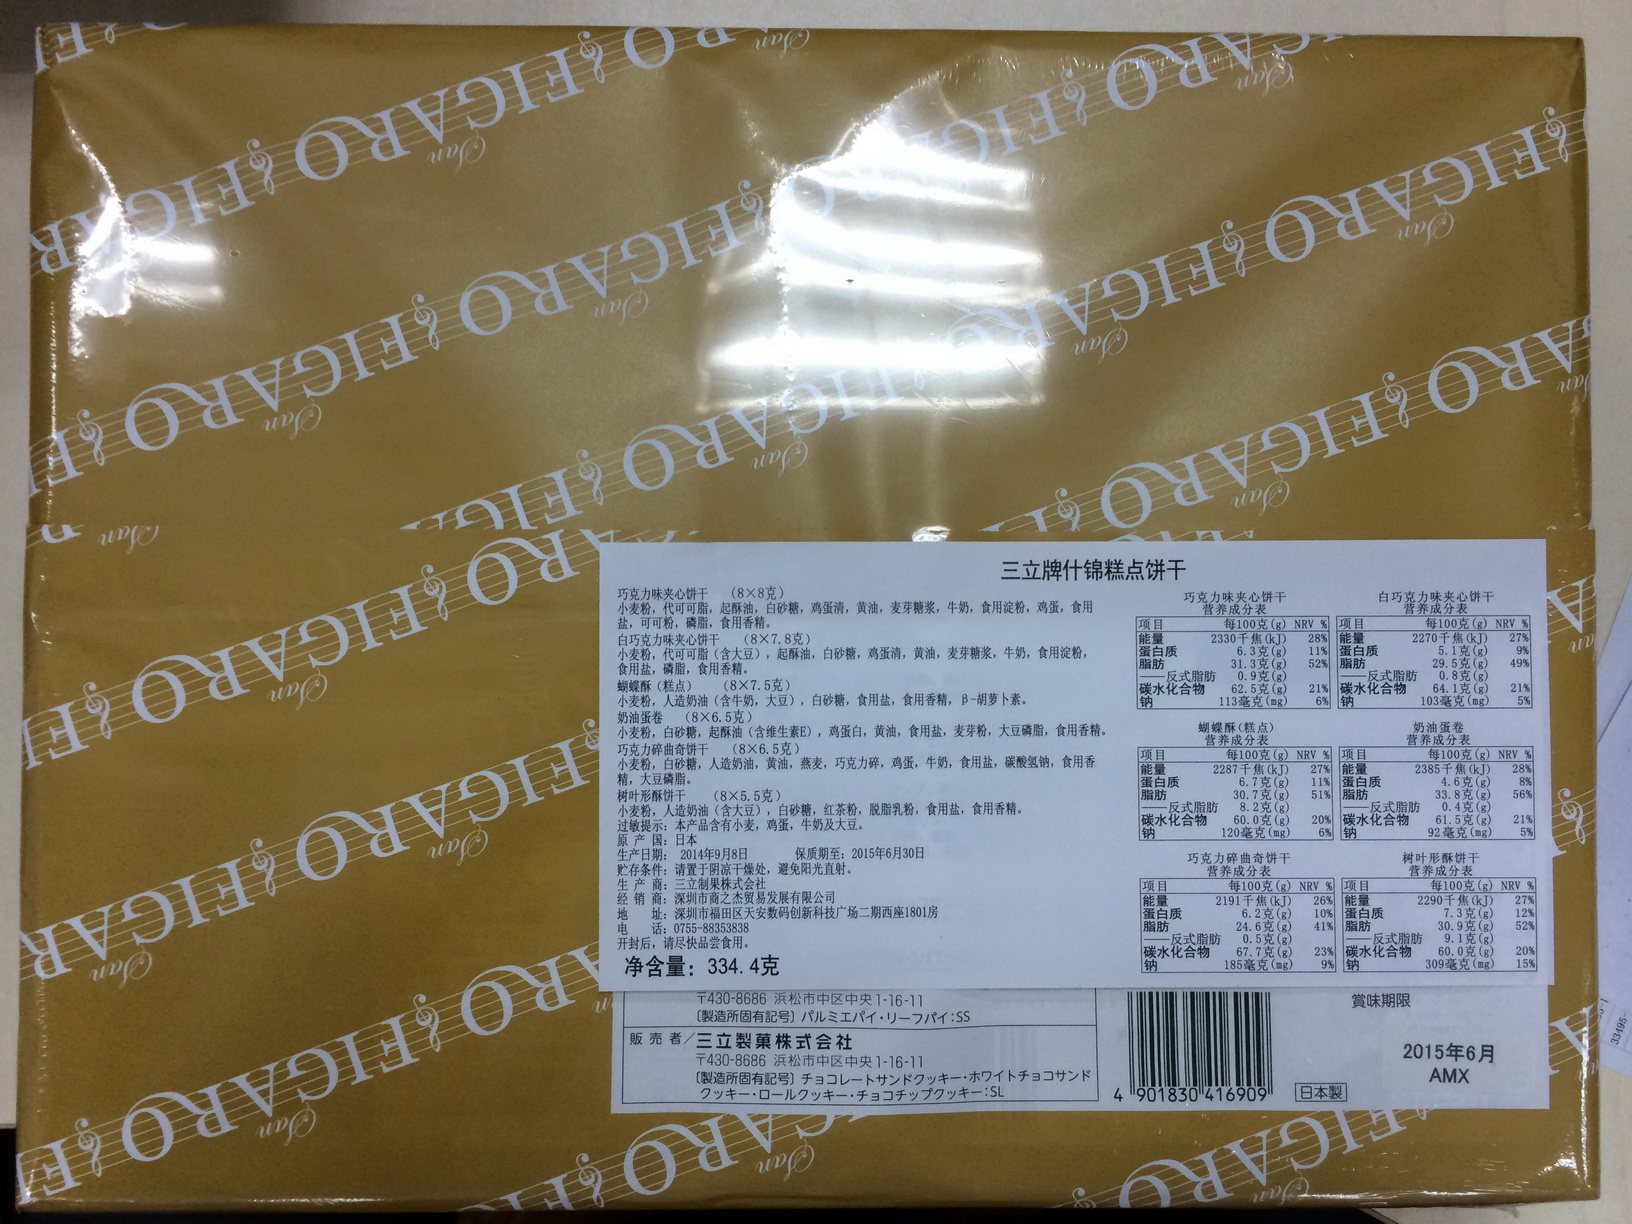 FIGARO
San
三立牌什锦糕点饼干
巧克力味夹心饼干 (8×8克)
小麦粉，代可可脂，起酥油，白砂糖，鸡蛋清，黄油，麦芽糖浆，牛奶，食用淀粉，鸡蛋，食用
盐，可可粉，磷脂，食用香精。
白巧克力味夹心饼干 (8×7.8克)
小麦粉，代可可脂（含大豆），起酥油，白砂糖，鸡蛋清，黄油，麦芽糖浆，牛奶，食用淀粉，
食用盐，磷脂，食用香精。
蝴蝶酥（糕点） (8×7.5克)
小麦粉，人造奶油（含牛奶，大豆），白砂糖，食用盐，食用香精，β-胡萝卜素。
奶油蛋卷 (8×6.5克)
小麦粉，白砂糖，起酥油（含维生素E），鸡蛋白，黄油，食用盐，麦芽粉，大豆磷脂，食用香精。
巧克力碎曲奇饼干 (8×6.5克)
小麦粉，白砂糖，人造奶油，黄油，燕麦，巧克力碎，鸡蛋，牛奶，食用盐，碳酸氢钠，食用香
精，大豆磷脂。
树叶形酥饼干 (8×5.5克)
小麦粉，人造奶油（含大豆），白砂糖，红茶粉，脱脂乳粉，食用盐，食用香精。
过敏提示：本产品含有小麦，鸡蛋，牛奶及大豆。
原 产 国：日本
生产日期： 2014年9月8日 保质期至：2015年6月30日
贮存条件：请置于阴凉干燥处，避免阳光直射。
生 产 商：三立制果株式会社
经 销 商：深圳市商之杰贸易发展有限公司
地 址：深圳市福田区天安数码创新科技广场二期西座1801房
电 话：0755-88353838
开封后，请尽快品尝食用。
净含量：334.4克
巧克力味夹心饼干
营养成分表
项目 每100克(g) NRV %
能量 2330千焦(kJ) 28%
蛋白质 6.3克(g) 11%
脂肪 31.3克(g) 52%
——反式脂肪 0.9克(g)
碳水化合物 62.5克(g) 21%
钠 113毫克(mg) 6%
白巧克力味夹心饼干
营养成分表
项目 每100克(g) NRV %
能量 2270千焦(kJ) 27%
蛋白质 5.1克(g) 9%
脂肪 29.5克(g) 49%
——反式脂肪 0.8克(g)
碳水化合物 64.1克(g) 21%
钠 103毫克(mg) 5%
蝴蝶酥(糕点)
营养成分表
项目 每100克(g) NRV %
能量 2287千焦(kJ) 27%
蛋白质 6.7克(g) 11%
脂肪 30.7克(g) 51%
——反式脂肪 8.2克(g)
碳水化合物 60.0克(g) 20%
钠 120毫克(mg) 6%
奶油蛋卷
营养成分表
项目 每100克(g) NRV %
能量 2385千焦(kJ) 28%
蛋白质 4.6克(g) 8%
脂肪 33.8克(g) 56%
——反式脂肪 0.4克(g)
碳水化合物 61.5克(g) 21%
钠 92毫克(mg) 5%
巧克力碎曲奇饼干
营养成分表
项目 每100克(g) NRV %
能量 2191千焦(kJ) 26%
蛋白质 6.2克(g) 10%
脂肪 24.6克(g) 41%
——反式脂肪 0.5克(g)
碳水化合物 67.7克(g) 23%
钠 185毫克(mg) 9%
树叶形酥饼干
营养成分表
项目 每100克(g) NRV %
能量 2290千焦(kJ) 27%
蛋白质 7.3克(g) 12%
脂肪 30.9克(g) 52%
——反式脂肪 9.1克(g)
碳水化合物 60.0克(g) 20%
钠 309毫克(mg) 15%
〒430-8686 浜松市中区中央1-16-11
〔製造所固有記号〕パルミエパイ・リーフパイ：SS
販売者/三立製菓株式会社
〒430-8686 浜松市中区中央1-16-11
〔製造所固有記号〕チョコレートサンドクッキー・ホワイトチョコサンド
クッキー・ロールクッキー・チョコチップクッキー：SL
4 901830 416909
日本製
賞味期限
2015年6月
AMX